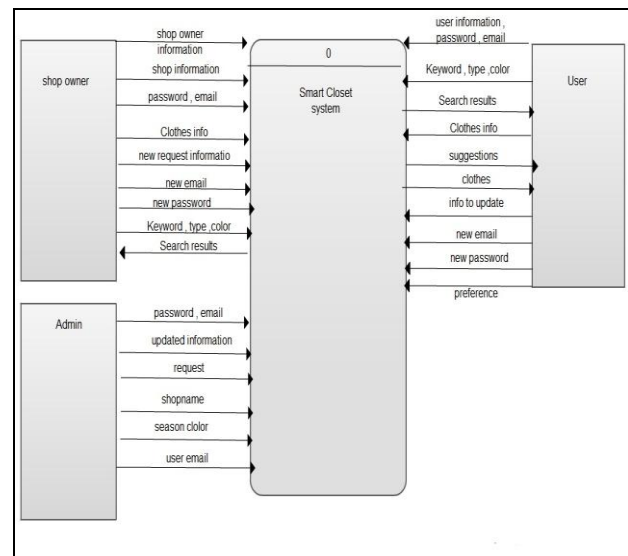 shop owner
shop owner
information
shop information
password , email
Clothes info
new request informatio
new email
new password
Keyword , type ,color
Search results
0
Smart Closet
system
User
user information ,
password , email
Keyword , type ,color
Search results
Clothes info
suggestions
clothes
info to update
new email
new password
preference
Admin
password , email
updated information
request
shopname
season clolor
user email